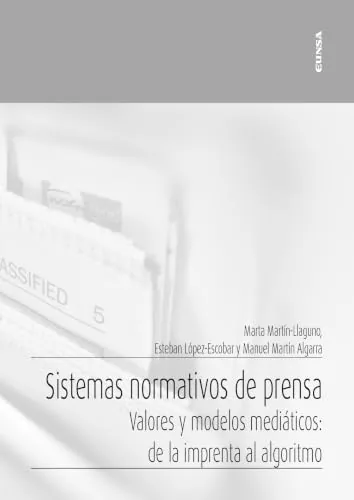 EUNSA
ASSIFIED 5
Marta Martín-Llaguno,
Esteban López-Escobar y Manuel Martín Algarra
Sistemas normativos de prensa
Valores y modelos mediáticos:
de la imprenta al algoritmo